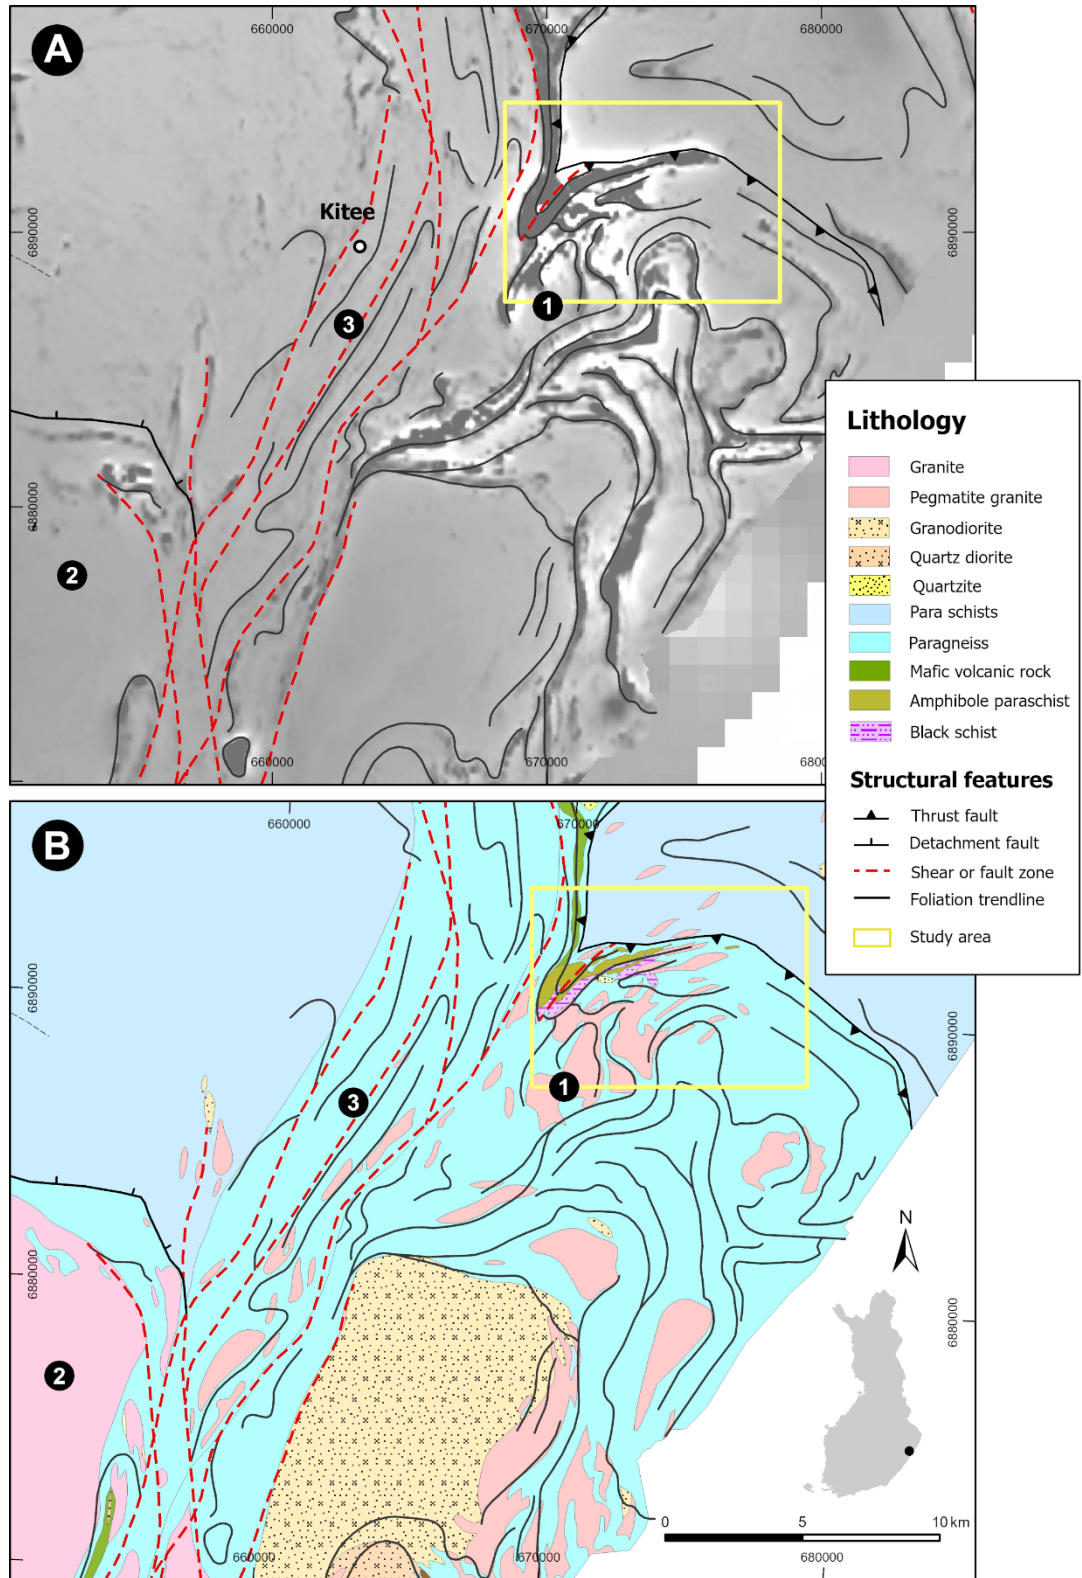 A
660000
670000
680000
6890000
6890000
Kitee
1
3
6880000
2
660000
670000
680
Lithology
Granite
Pegmatite granite
Granodiorite
Quartz diorite
Quartzite
Para schists
Paragneiss
Mafic volcanic rock
Amphibole paraschist
Black schist
Structural features
Thrust fault
Detachment fault
Shear or fault zone
Foliation trendline
Study area
B
660000
670000
6890000
6890000
3
1
6880000
6880000
N
2
0 5 10 km
660000
670000
680000